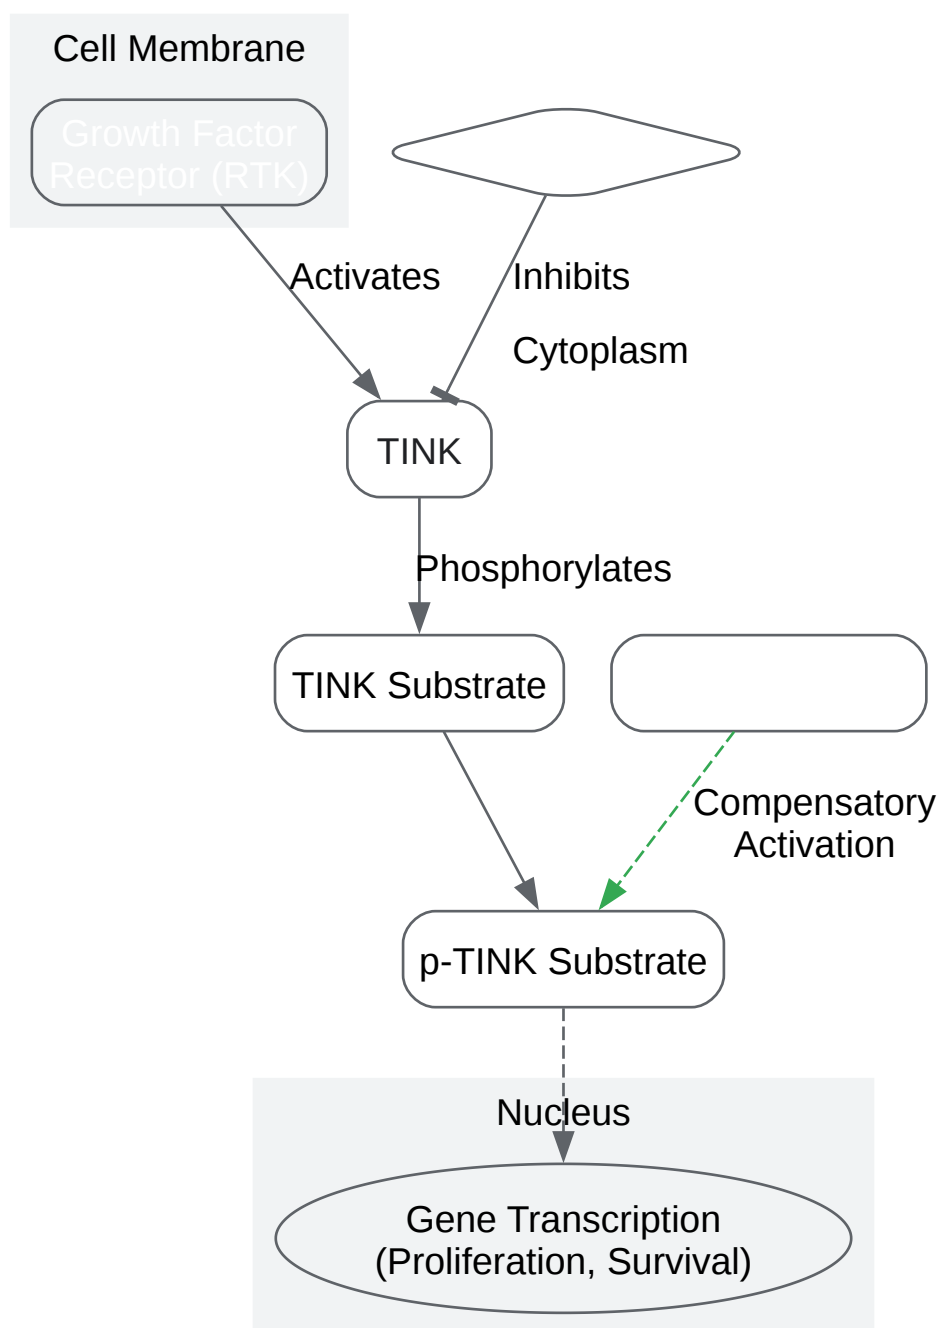 Cell Membrane
Growth Factor
Receptor (RTK)
Activates
Inhibits
Cytoplasm
TINK
Phosphorylates
TINK Substrate
Compensatory
Activation
p-TINK Substrate
Nucleus
Gene Transcription
(Proliferation, Survival)